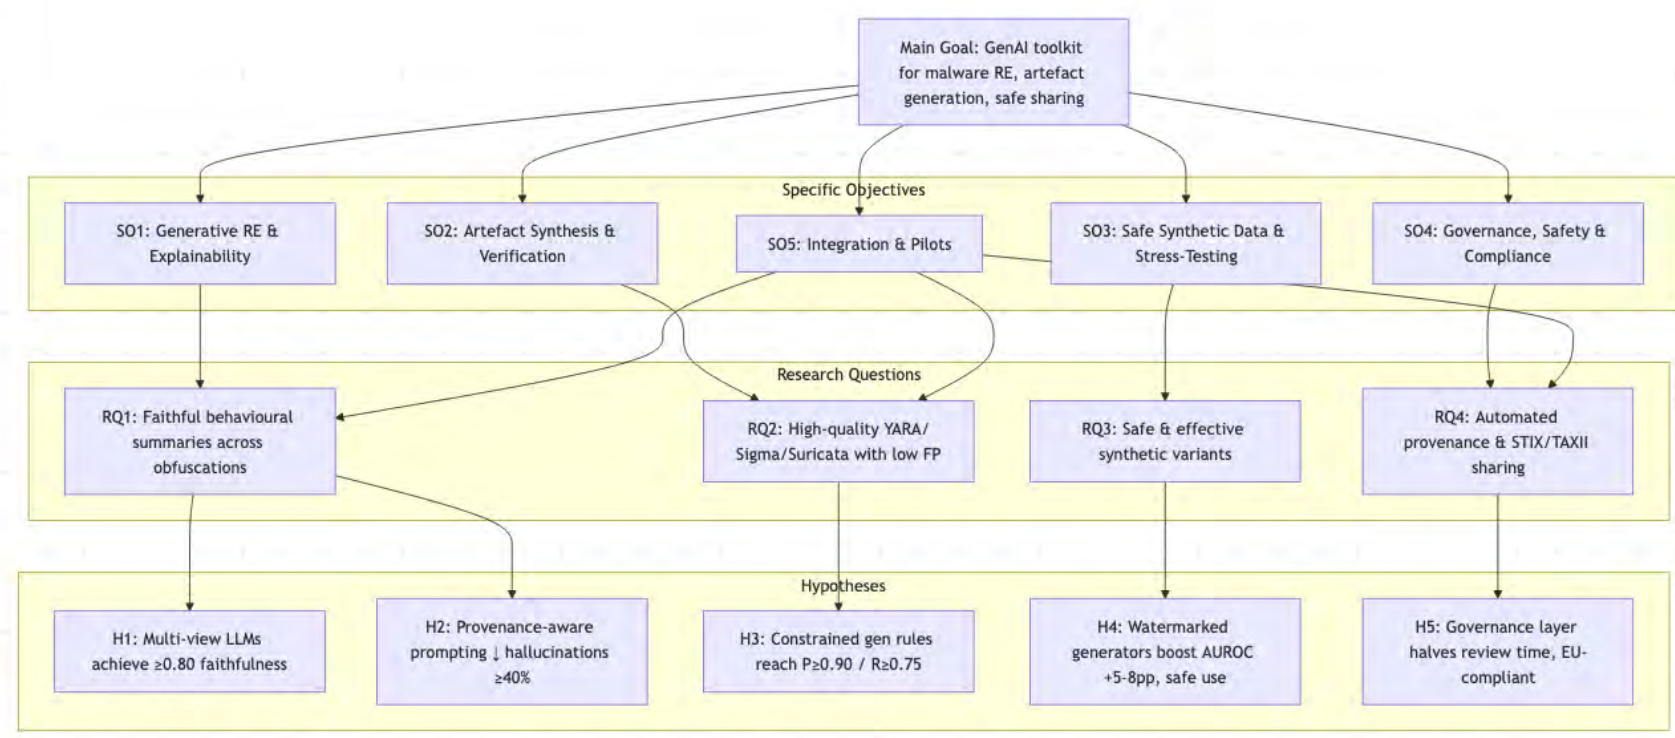 Main Goal: GenAI toolkit
for malware RE, artefact
generation, safe sharing
Specific Objectives
SO1: Generative RE &
Explainability
SO2: Artefact Synthesis &
Verification
SO5: Integration & Pilots
SO3: Safe Synthetic Data &
Stress-Testing
SO4: Governance, Safety &
Compliance
Research Questions
RQ1: Faithful behavioural
summaries across
obfuscations
RQ2: High-quality YARA/
Sigma/Suricata with low FP
RQ3: Safe & effective
synthetic variants
RQ4: Automated
provenance & STIX/TAXII
sharing
Hypotheses
H1: Multi-view LLMs
achieve ≥0.80 faithfulness
H2: Provenance-aware
prompting ↓ hallucinations
≥40%
H3: Constrained gen rules
reach P≥0.90 / R≥0.75
H4: Watermarked
generators boost AUROC
+5-8pp, safe use
H5: Governance layer
halves review time, EU-
compliant